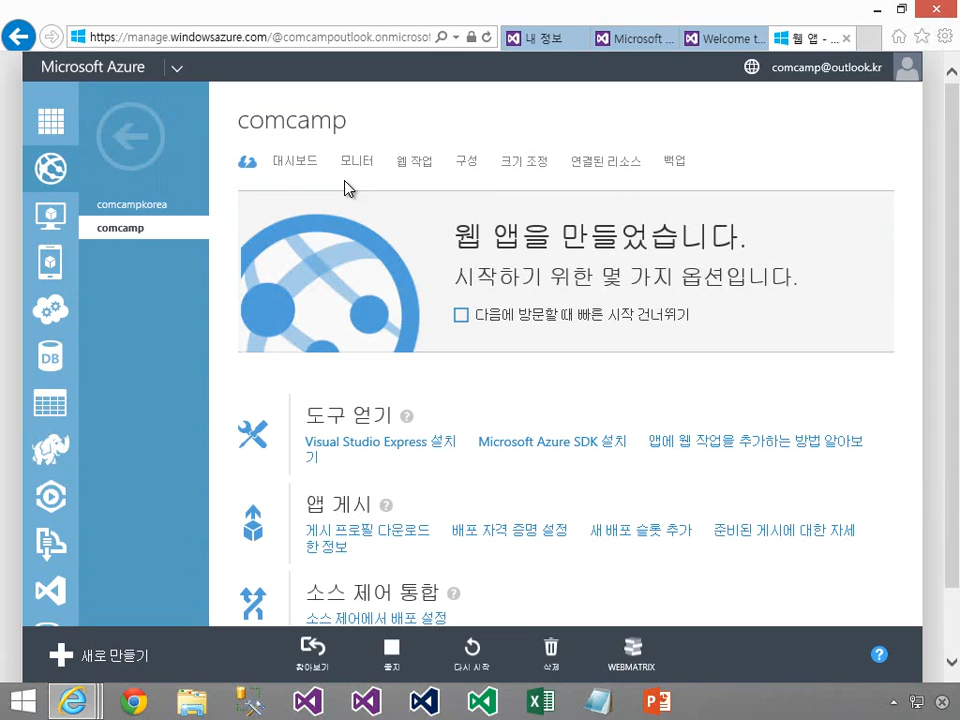 https://manage.windowsazure.com/@comcampoutlook.onmicrosof
내 정보
Microsoft ...
Welcome t...
웹 앱 - ...
Microsoft Azure
comcamp@outlook.kr
comcamp
대시보드 모니터 웹 작업 구성 크기 조정 연결된 리소스 백업
comcampkorea
comcamp
웹 앱을 만들었습니다.
시작하기 위한 몇 가지 옵션입니다.
다음에 방문할 때 빠른 시작 건너뛰기
도구 얻기 ?
Visual Studio Express 설치 Microsoft Azure SDK 설치 앱에 웹 작업을 추가하는 방법 알아보
기
앱 게시 ?
게시 프로필 다운로드 배포 자격 증명 설정 새 배포 슬롯 추가 준비된 게시에 대한 자세
한 정보
소스 제어 통합 ?
소스 제어에서 배포 설정
DB
새로 만들기
찾아보기 중지 다시 시작 삭제 WEBMATRIX
?